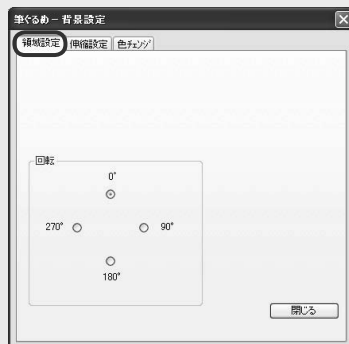 筆ぐるめ - 背景設定
領域設定 伸縮設定 色チェンジ
回転
0°
270° 90°
180°
閉じる